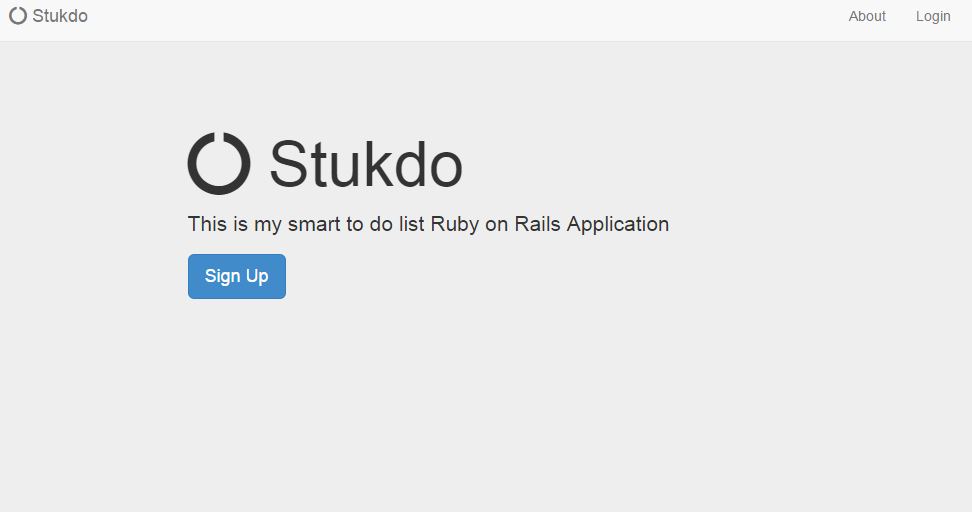 Stukdo
About
Login
Stukdo
This is my smart to do list Ruby on Rails Application
Sign Up